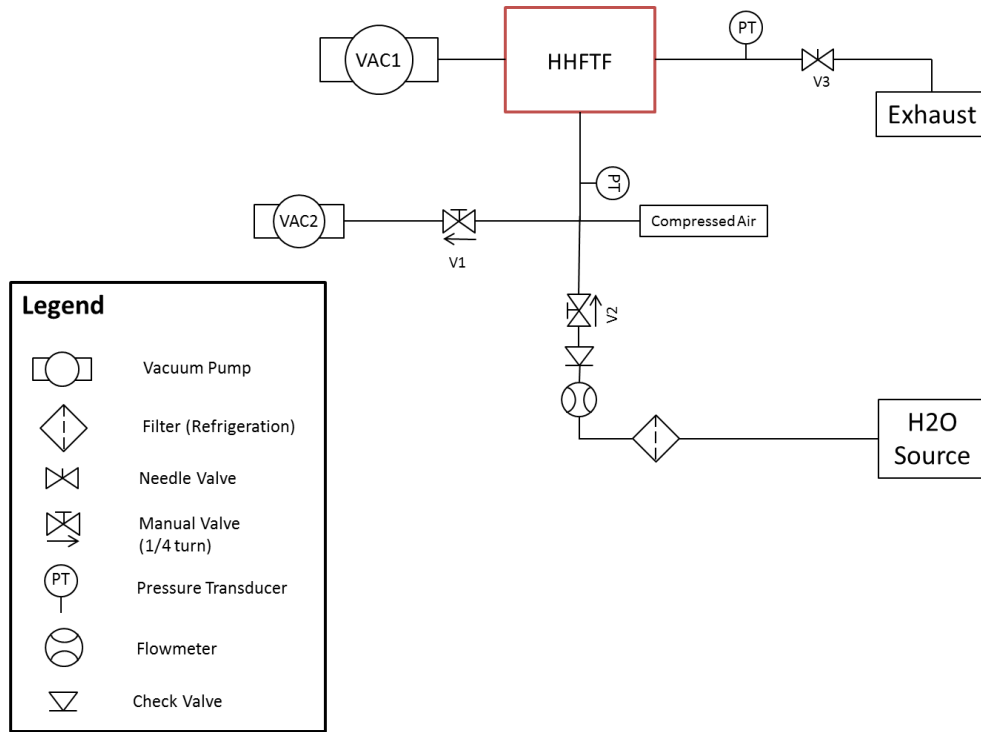 VAC1
HHFTF
PT
V3
Exhaust
PT
VAC2
Compressed Air
V1
V2
H2O
Source
Legend
Vacuum Pump
Filter (Refrigeration)
Needle Valve
Manual Valve
(1/4 turn)
PT
Pressure Transducer
Flowmeter
Check Valve